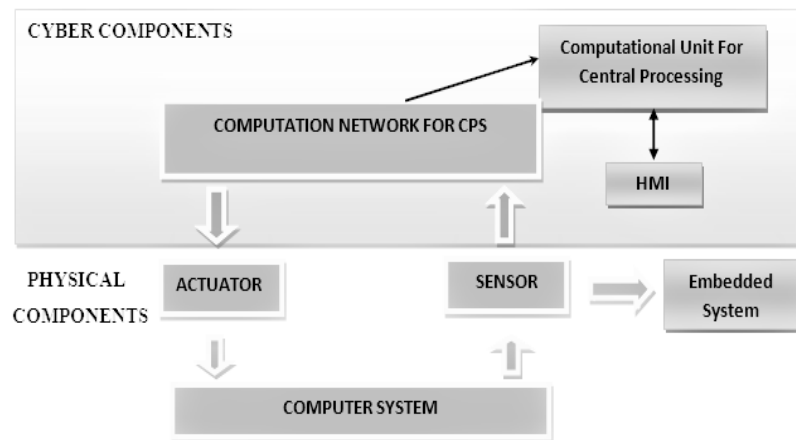 CYBER COMPONENTS
Computational Unit For
Central Processing
COMPUTATION NETWORK FOR CPS
HMI
PHYSICAL
COMPONENTS
ACTUATOR
SENSOR
Embedded
System
COMPUTER SYSTEM